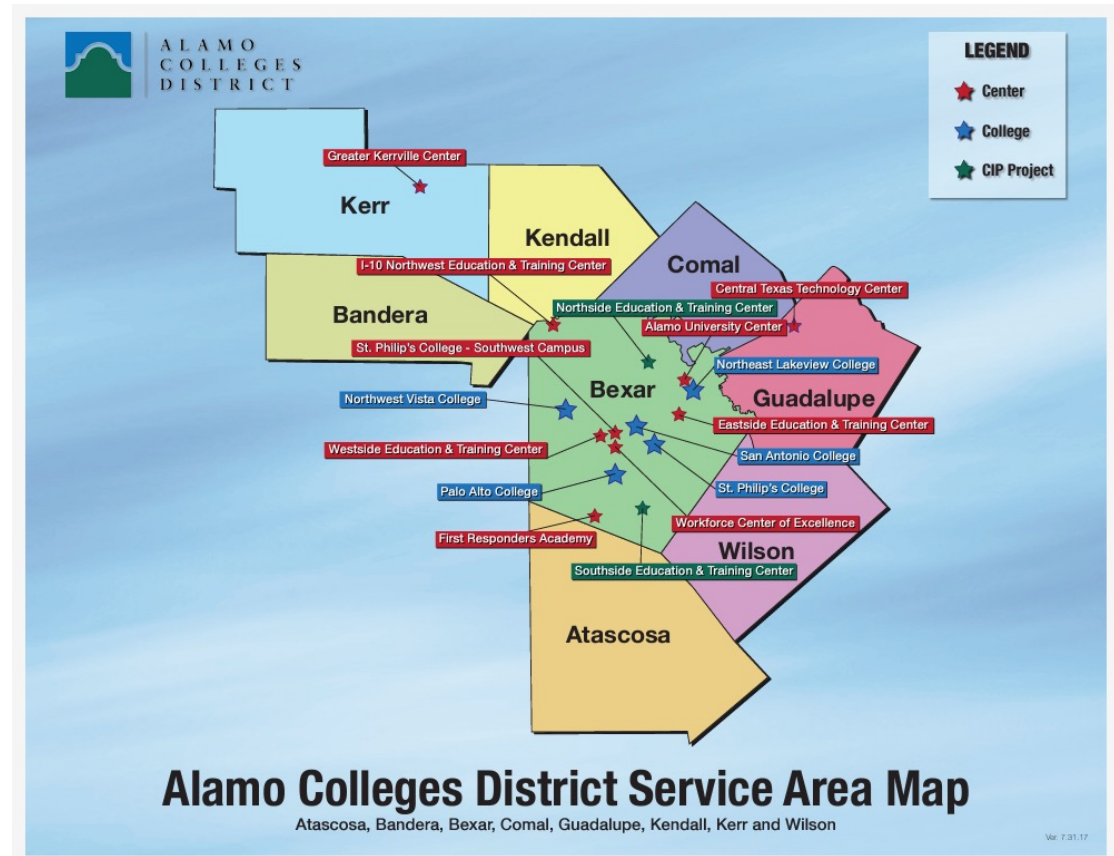 ALAMO
COLLEGES
DISTRICT
LEGEND
Center
College
CIP Project
Greater Kerrville Center
Kerr
Kendall
Comal
I-10 Northwest Education & Training Center
Central Texas Technology Center
Bandera
Northside Education & Training Center
Alamo University Center
St. Philip's College - Southwest Campus
Northeast Lakeview College
Bexar
Guadalupe
Northwest Vista College
Eastside Education & Training Center
Westside Education & Training Center
San Antonio College
Palo Alto College
St. Philip's College
Workforce Center of Excellence
First Responders Academy
Wilson
Southside Education & Training Center
Atascosa
Alamo Colleges District Service Area Map
Atascosa, Bandera, Bexar, Comal, Guadalupe, Kendall, Kerr and Wilson
Ver. 7.31.17